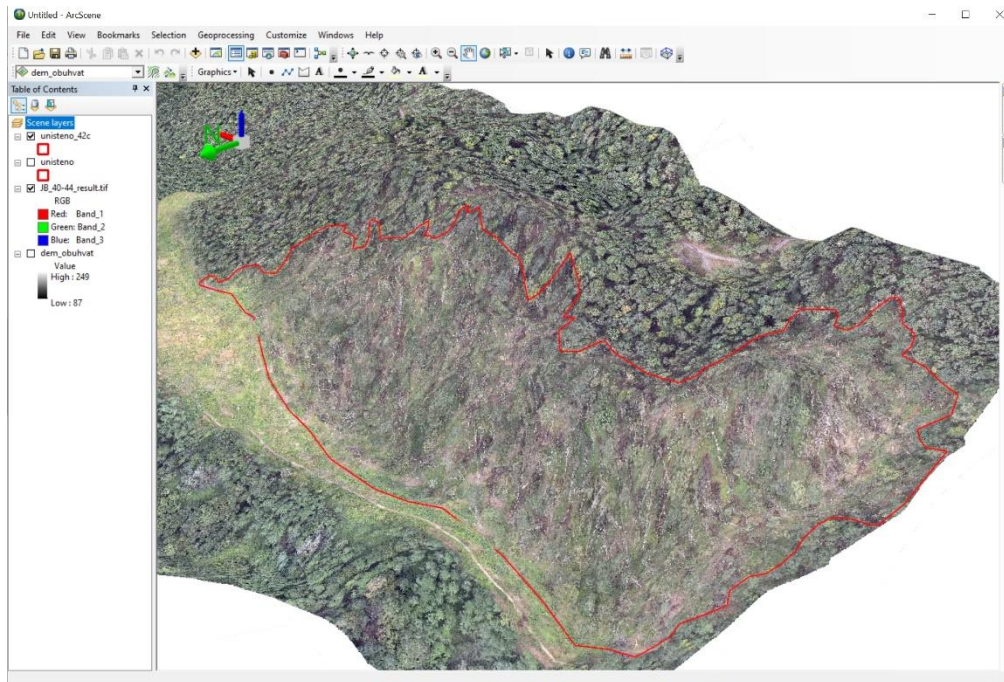 Untitled - ArcScene
File Edit View Bookmarks Selection Geoprocessing Customize Windows Help
dem_obuhvat
Graphics
A
A
Table of Contents
Scene layers
unisteno_42c
unisteno
JB_40-44_result.tif
RGB
Red: Band_1
Green: Band_2
Blue: Band_3
dem_obuhvat
Value
High : 249
Low : 87
N